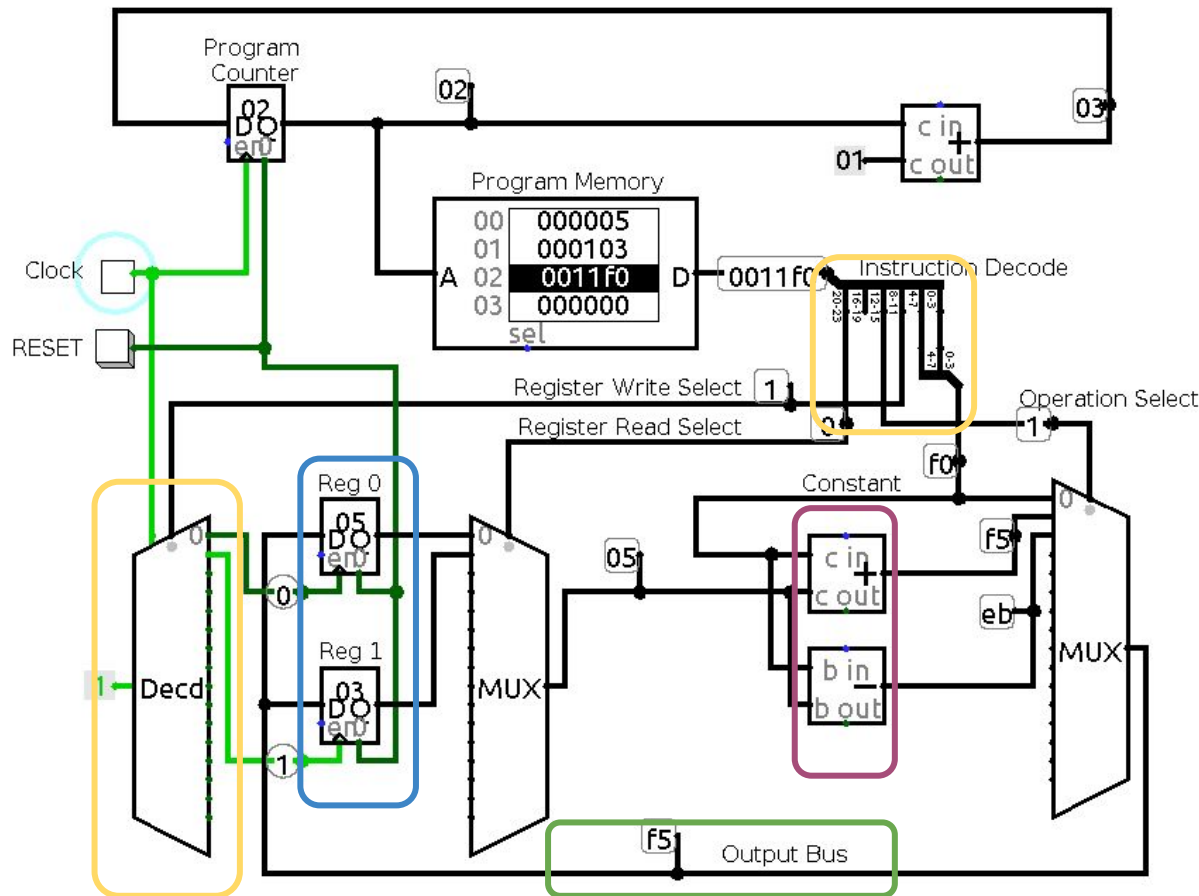 Program
Counter
02
D Q
en 0
02
c in
+
c out
03
01
Program Memory
00 000005
01 000103
A 02 0011f0 D
03 000000
sel
0011f0
Instruction Decode
20-23
16-19
12-15
8-11
4-7
0-3
4-7
0-3
Clock
RESET
Register Write Select
1
Register Read Select
0
Operation Select
1
f0
Constant
Reg 0
05
D Q
en 0
0
Reg 1
03
D Q
en 0
1
0
Decd
1
0
MUX
05
c in
+
c out
b in
−
b out
f5
eb
0
MUX
f5
Output Bus